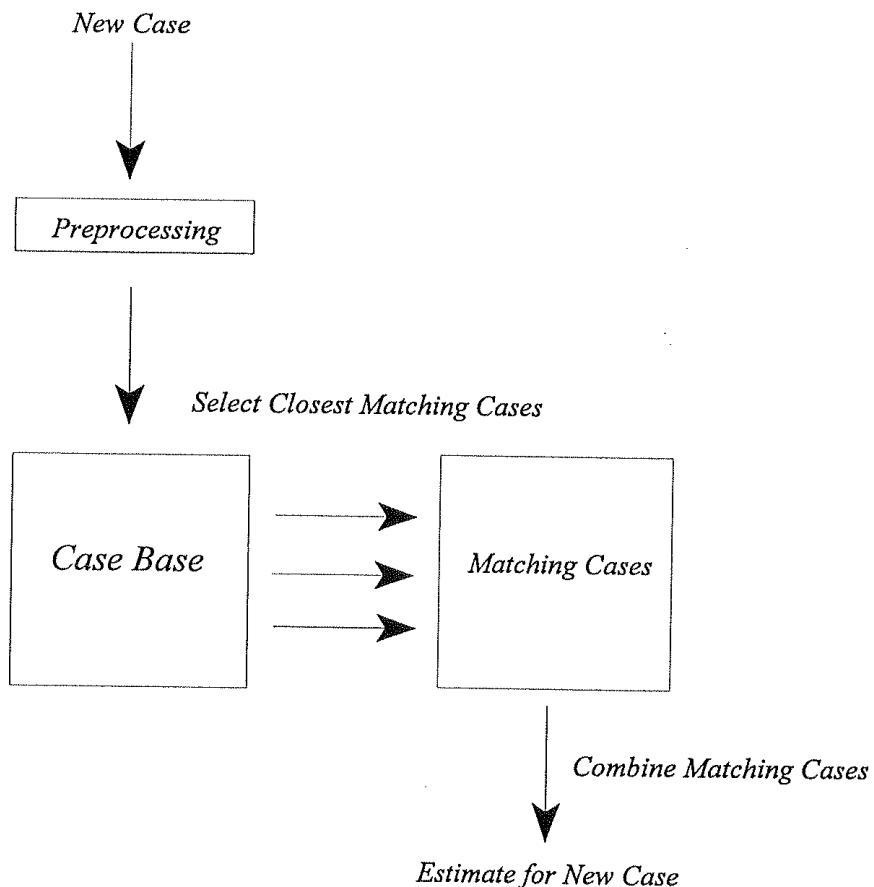 New Case
Preprocessing
Select Closest Matching Cases
Case Base
Matching Cases
Combine Matching Cases
Estimate for New Case